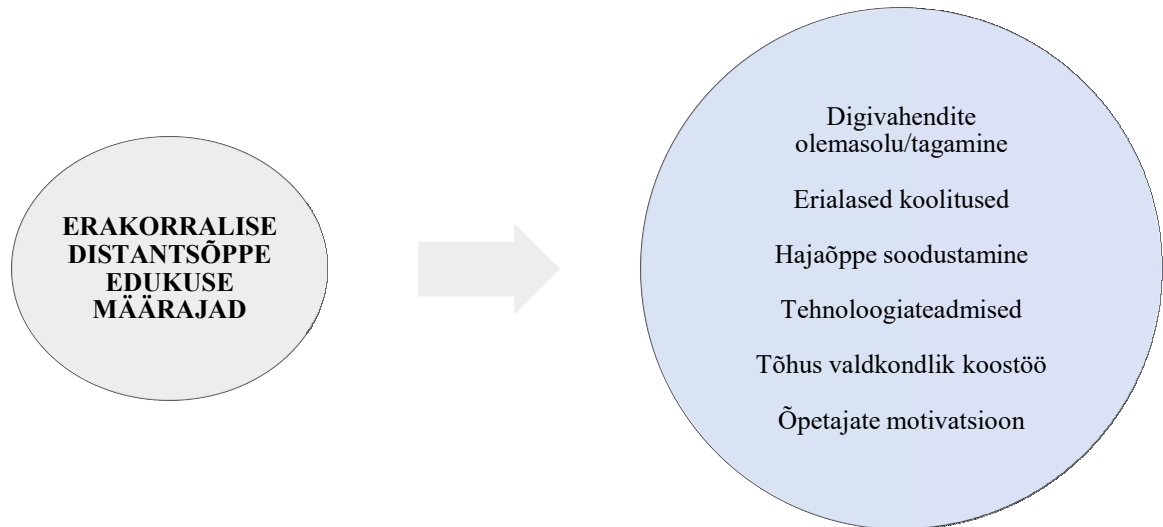 ERAKORRALISE
DISTANTSÕPPE
EDUKUSE
MÄÄRAJAD
Digivahendite
olemasolu/tagamine
Erialased koolitused
Hajaõppe soodustamine
Tehnoloogiateadmised
Tõhus valdkondlik koostöö
Õpetajate motivatsioon